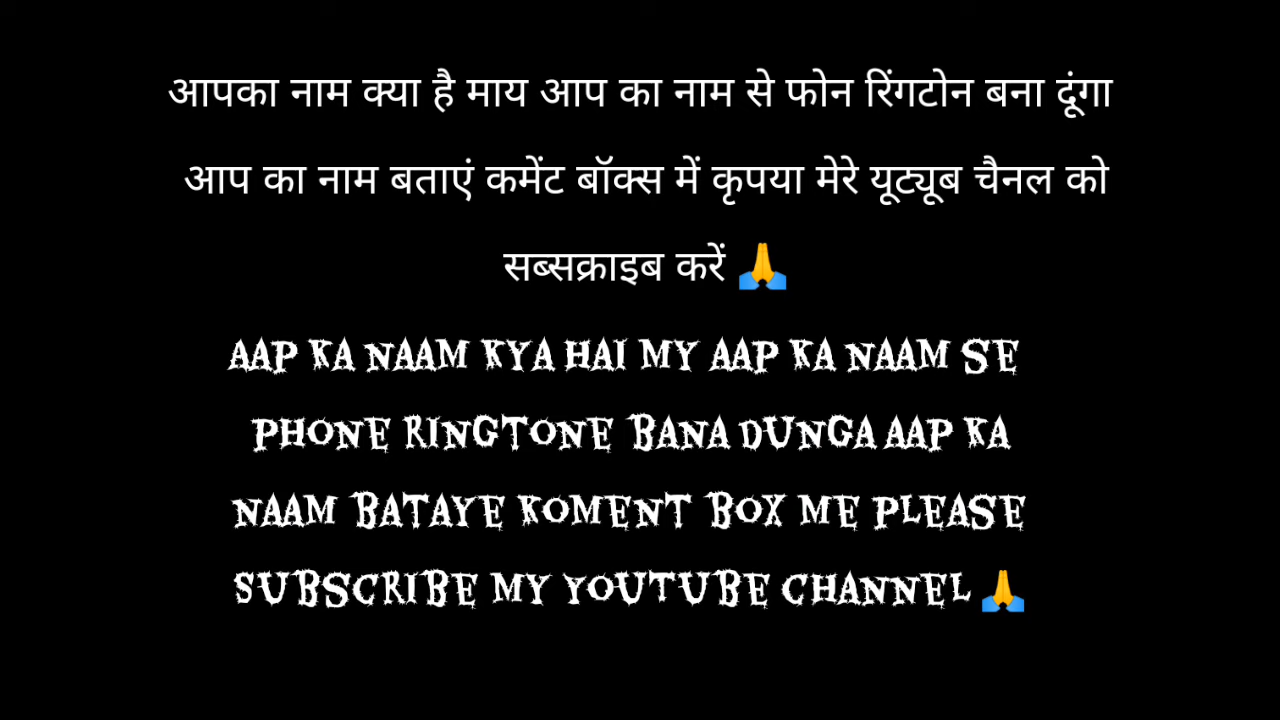 आपका नाम क्या है माय आप का नाम से फोन रिंगटोन बना दूंगा
आप का नाम बताएं कमेंट बॉक्स में कृपया मेरे यूट्यूब चैनल को
सब्सक्राइब करें 🙏
AAP KA NAAM KYA HAI MY AAP KA NAAM SE
PHONE RINGTONE BANA DUNGA AAP KA
NAAM BATAYE KOMENT BOX ME PLEASE
SUBSCRIBE MY YOUTUBE CHANNEL 🙏